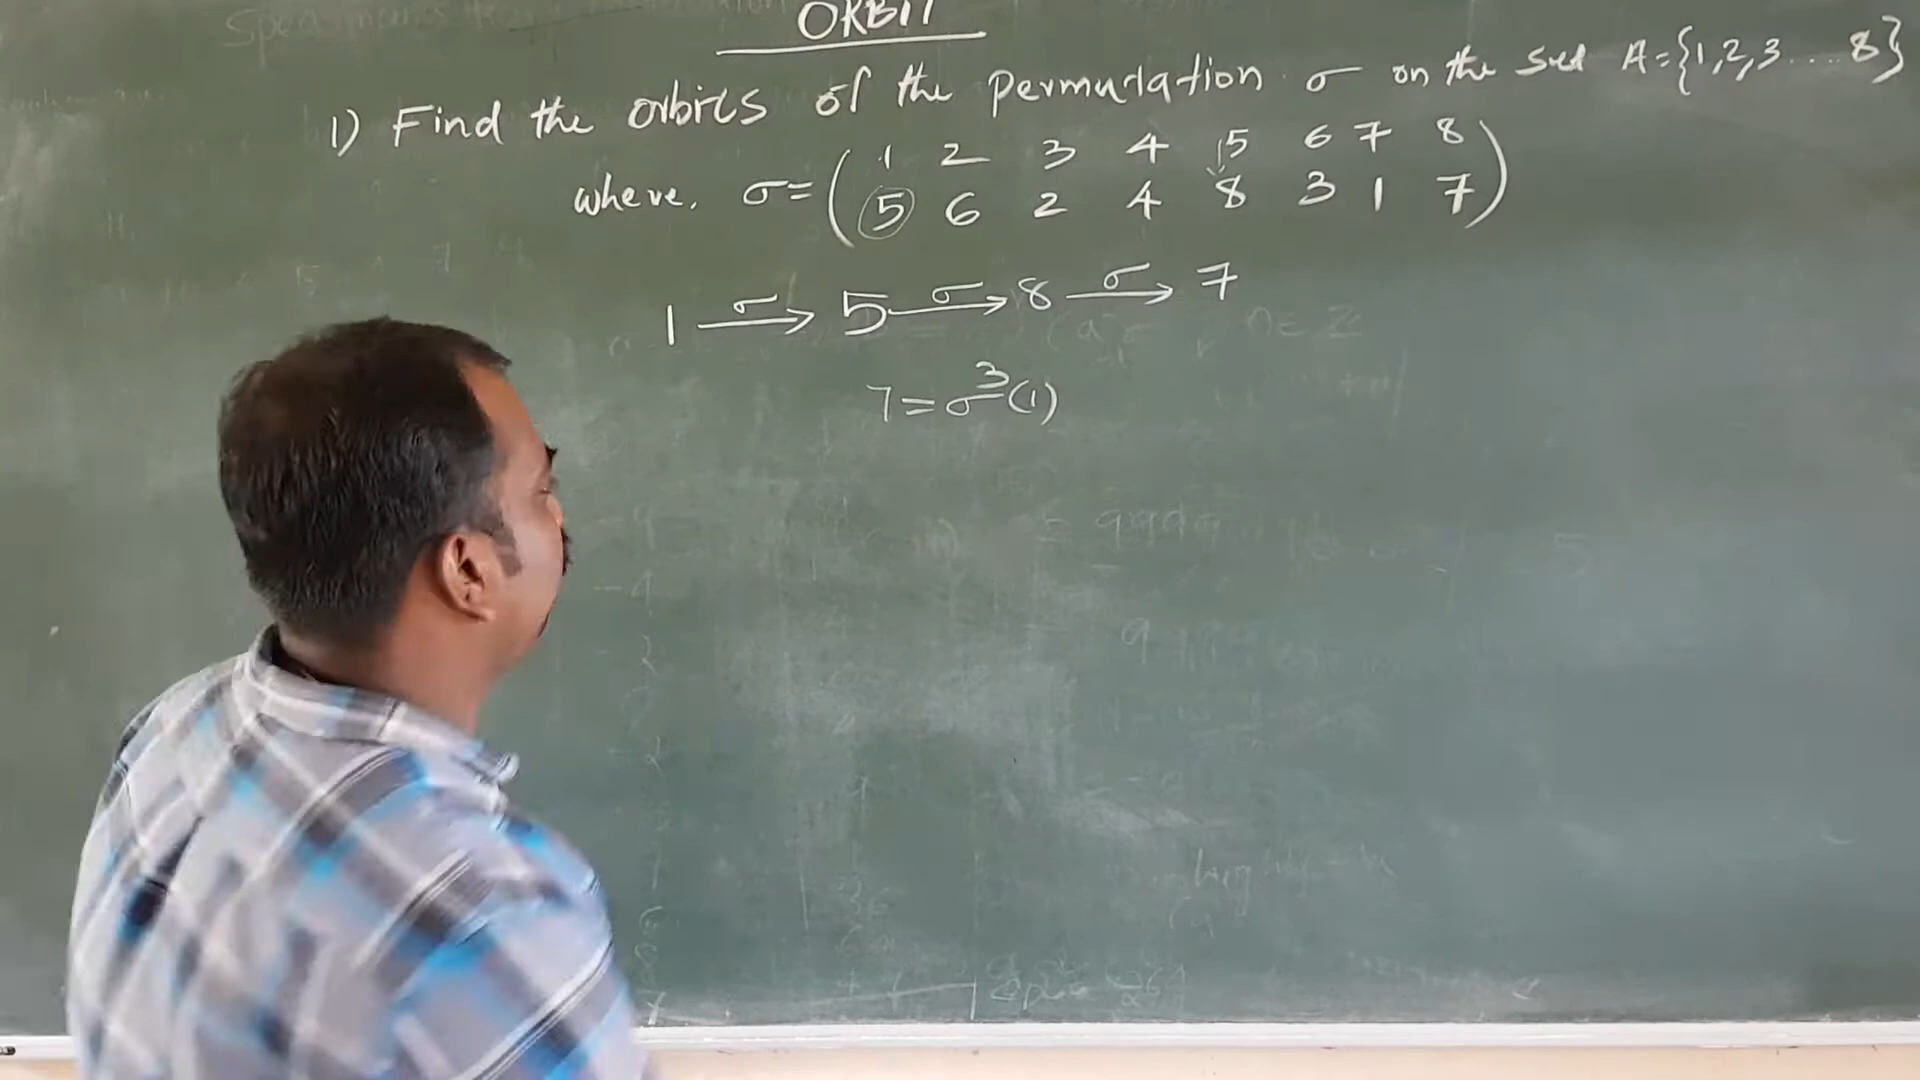 ORBIT
1) Find the orbits of the permutation σ on the set A={1,2,3....8}
where, σ=(1 2 3 4 5 6 7 8
5 6 2 4 8 3 1 7)
1 σ→ 5 σ→ 8 σ→ 7
7=σ³(1)